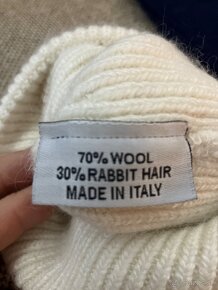 70% WOOL
30% RABBIT HAIR
MADE IN ITALY